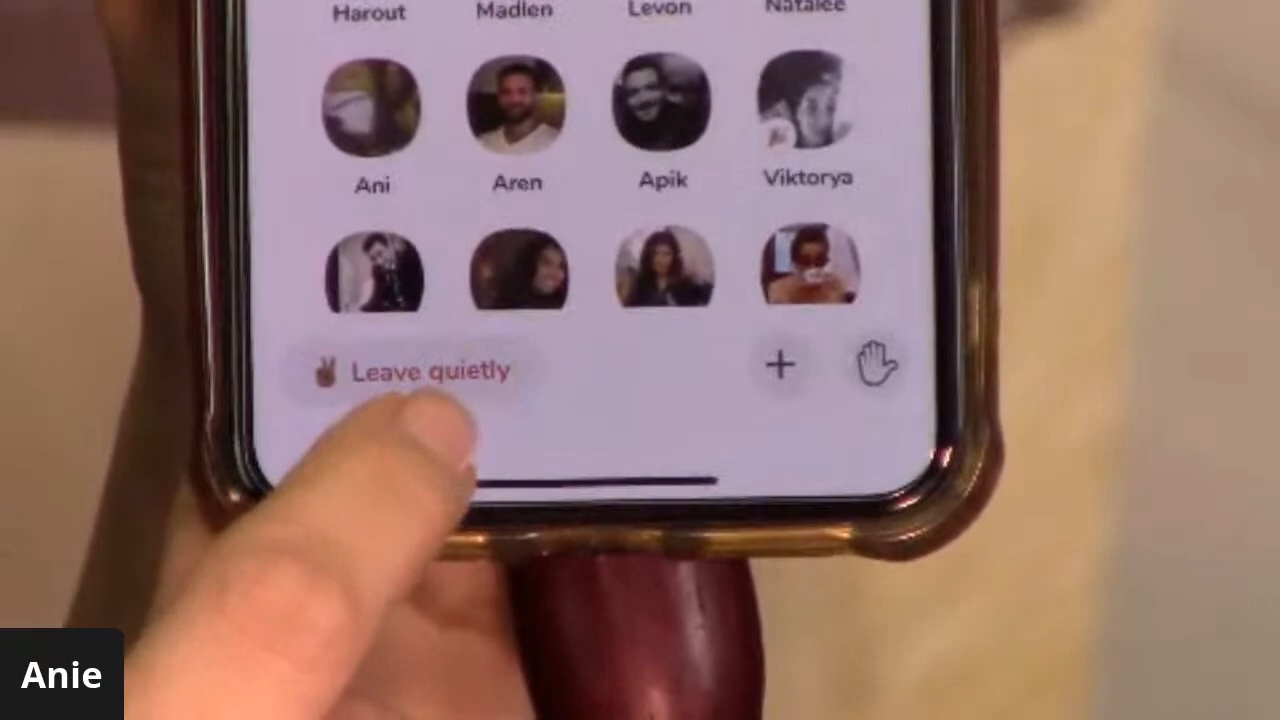 Harout Madlen Levon Natalee
Ani Aren Apik Viktorya
✌🏾 Leave quietly
Anie